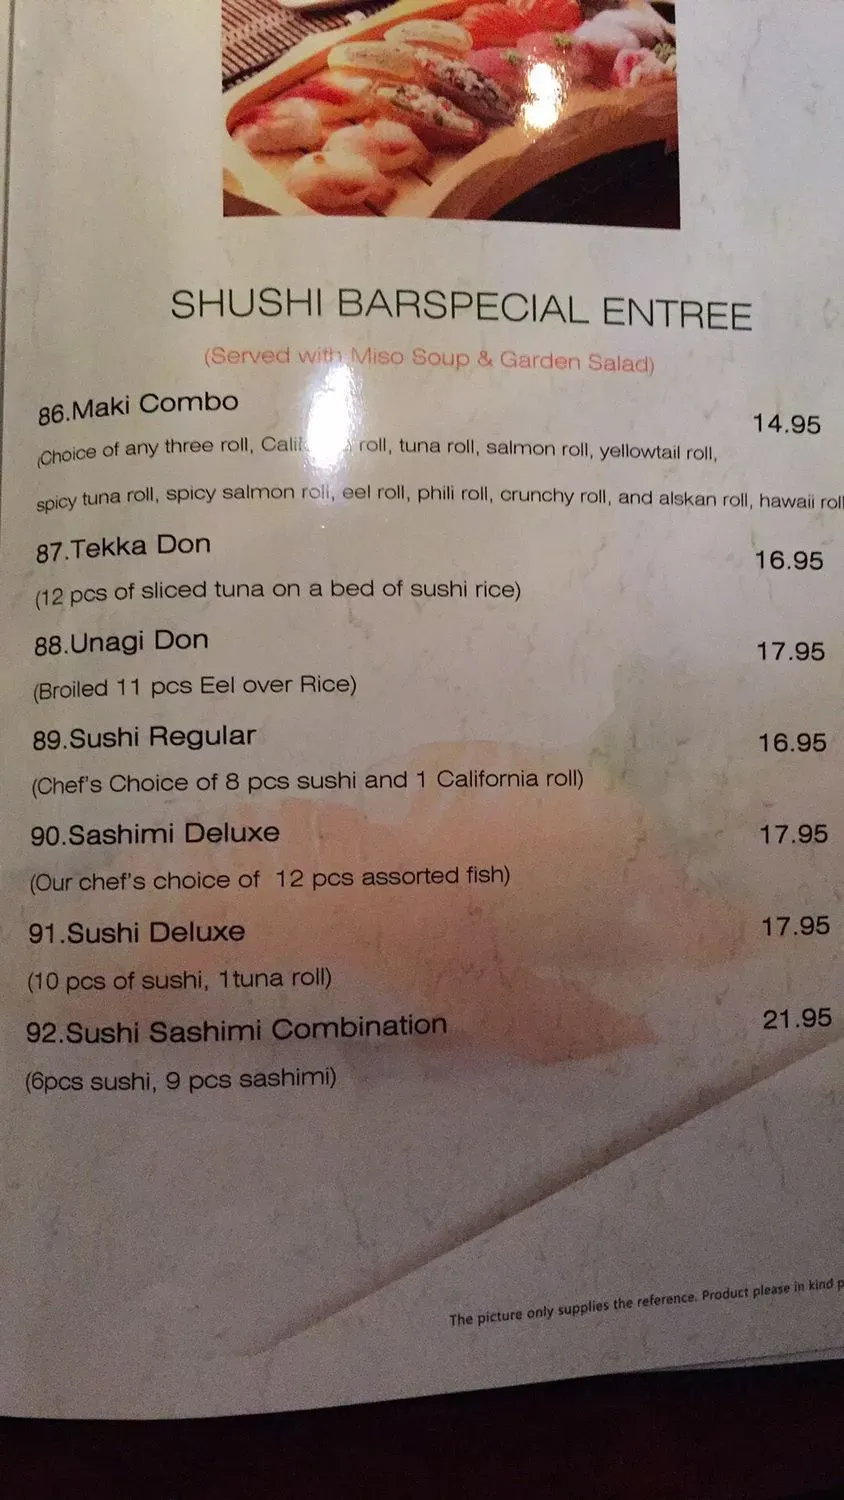 SHUSHI BARSPECIAL ENTREE
(Served with Miso Soup & Garden Salad)
86.Maki Combo 14.95
(Choice of any three roll, roll, tuna roll, salmon roll, yellowtail roll,
spicy tuna roll, spicy salmon roll, eel roll, phili roll, crunchy roll, and alskan roll, hawaii roll
87.Tekka Don 16.95
(12 pcs of sliced tuna on a bed of sushi rice)
88.Unagi Don 17.95
(Broiled 11 pcs Eel over Rice)
89.Sushi Regular 16.95
(Chef's Choice of 8 pcs sushi and 1 California roll)
90.Sashimi Deluxe 17.95
(Our chef's choice of 12 pcs assorted fish)
91.Sushi Deluxe 17.95
(10 pcs of sushi, 1tuna roll)
92.Sushi Sashimi Combination 21.95
(6pcs sushi, 9 pcs sashimi)
The picture only supplies the reference. Product please in kind